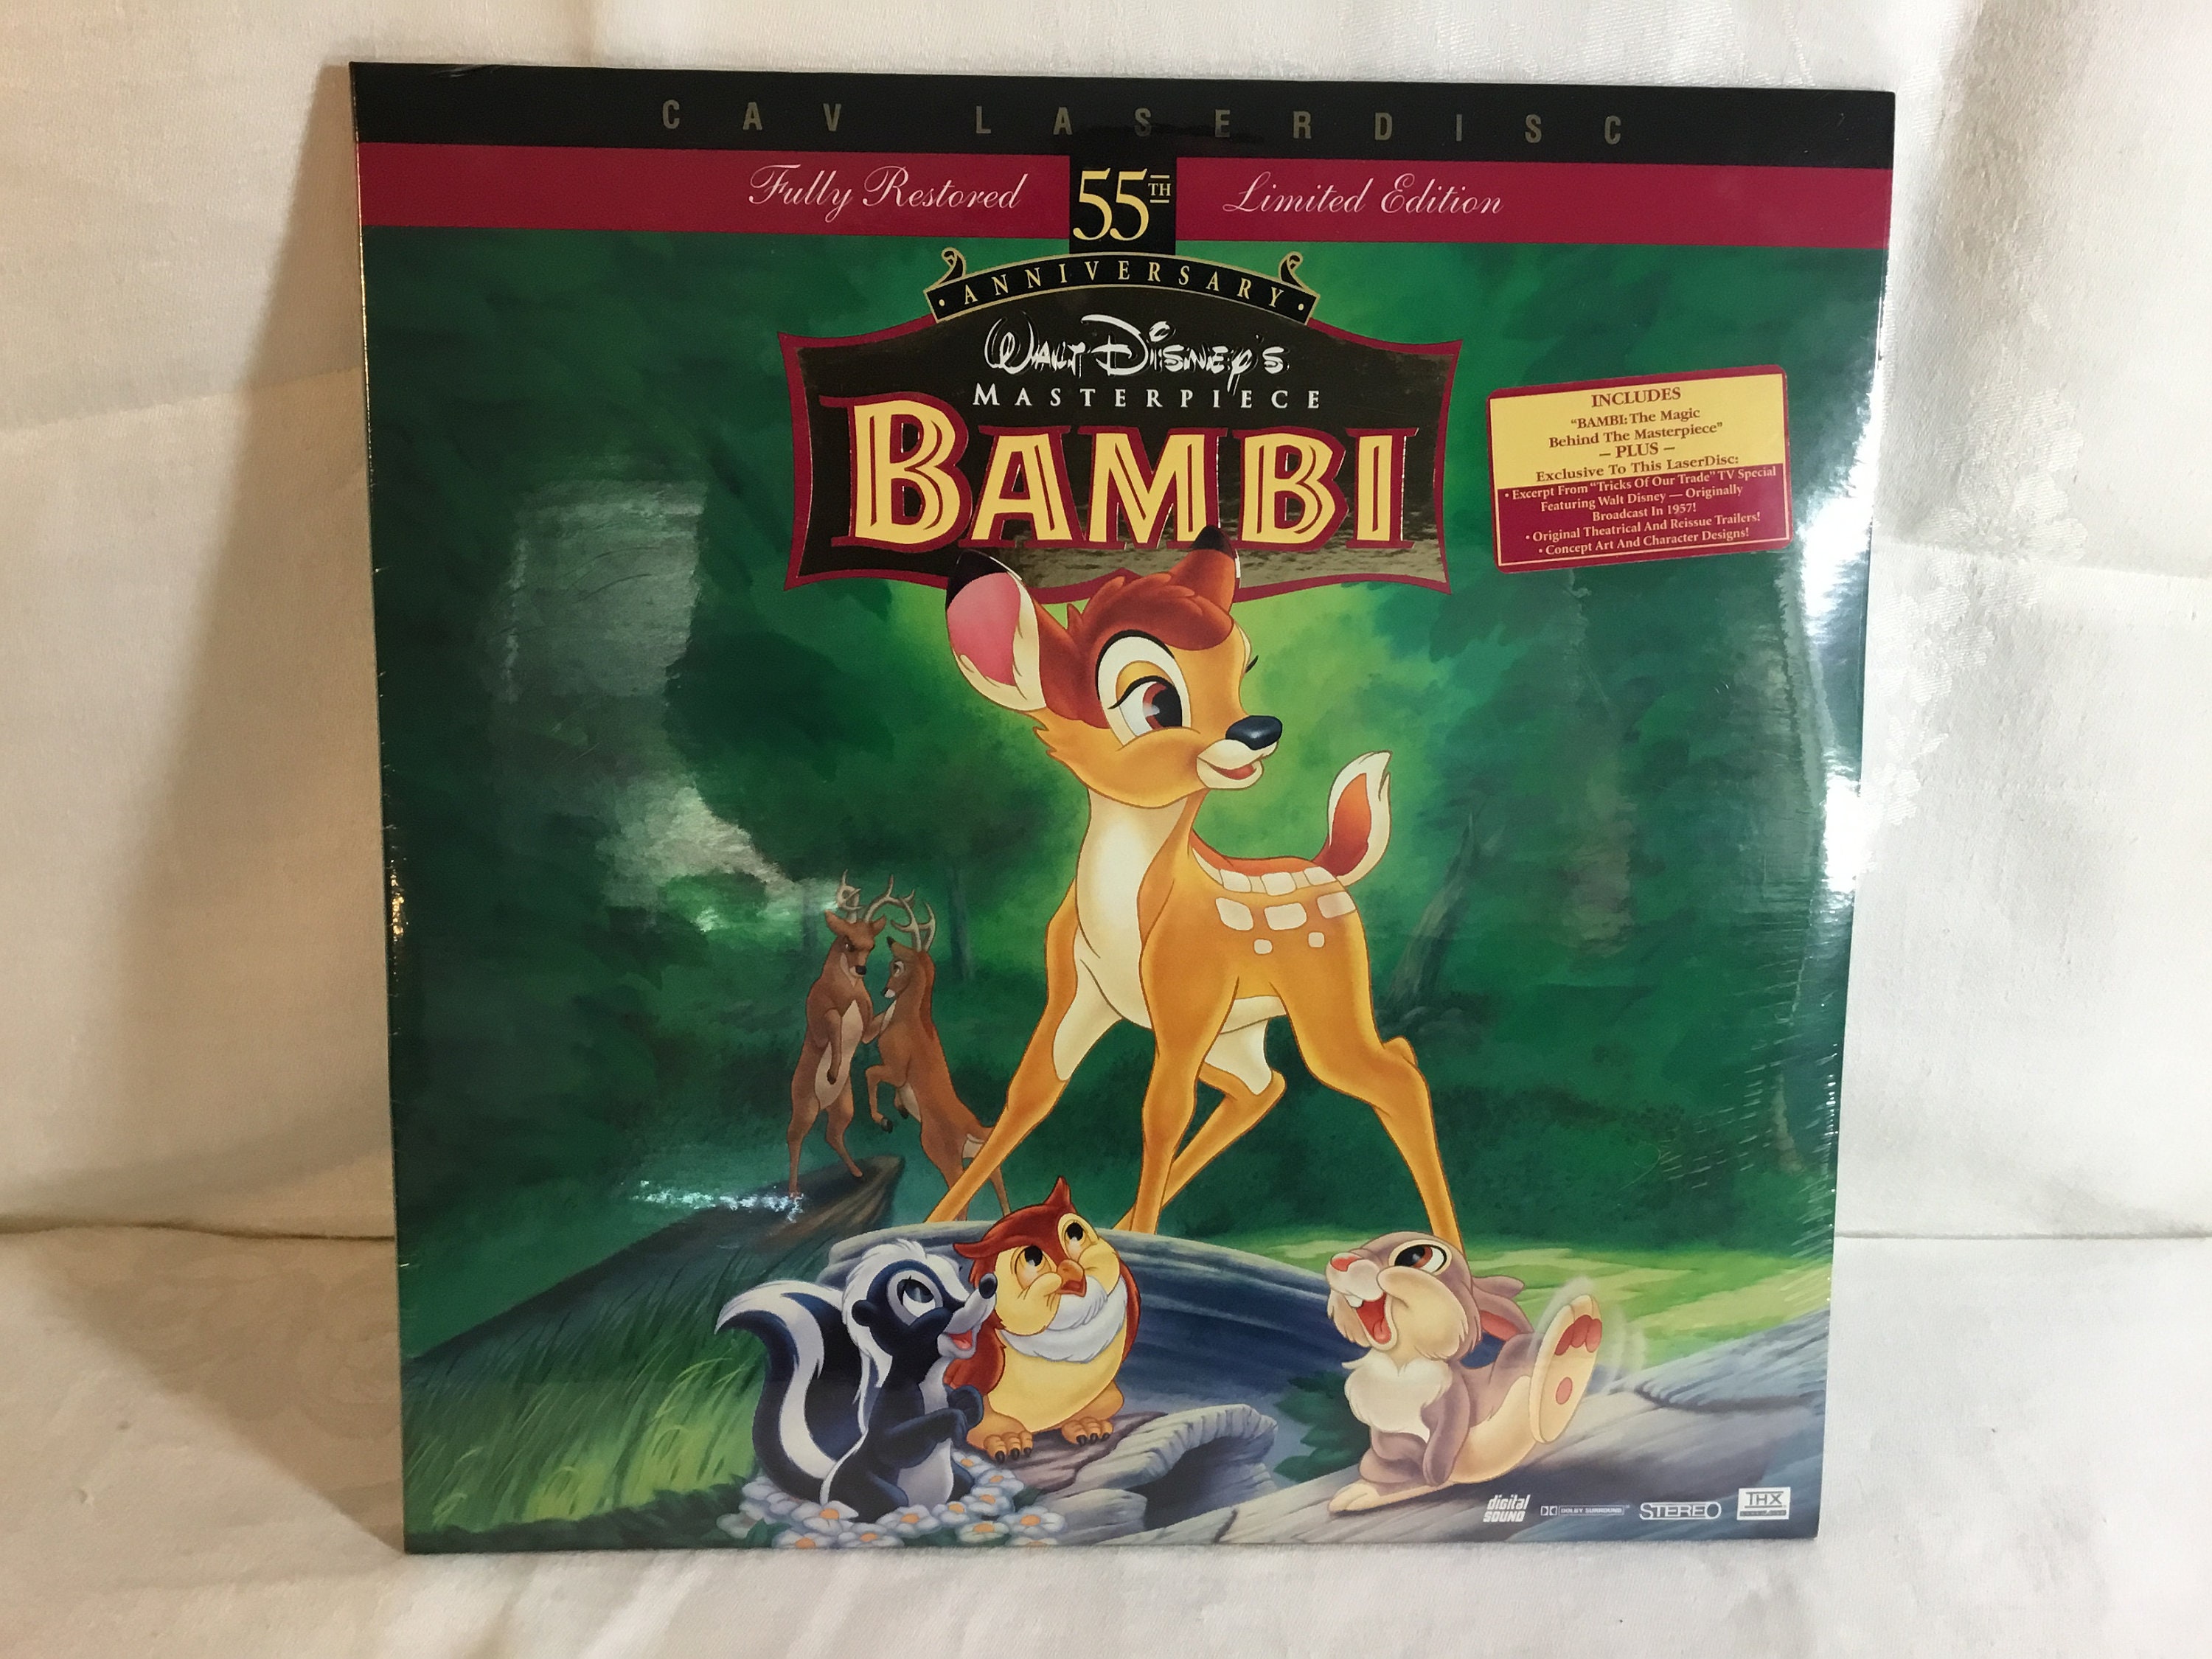 CAV LASERDISC
Fully Restored 55TH Limited Edition
• ANNIVERSARY •
WALT DISNEY'S
MASTERPIECE
BAMBI
INCLUDES
"BAMBI: The Magic
Behind The Masterpiece"
— PLUS —
Exclusive To This LaserDisc:
• Excerpt From "Tricks Of Our Trade" TV Special
Featuring Walt Disney — Originally
Broadcast In 1957!
• Original Theatrical And Reissue Trailers!
• Concept Art And Character Designs!
digital
SOUND
DOLBY SURROUND
STEREO
THX